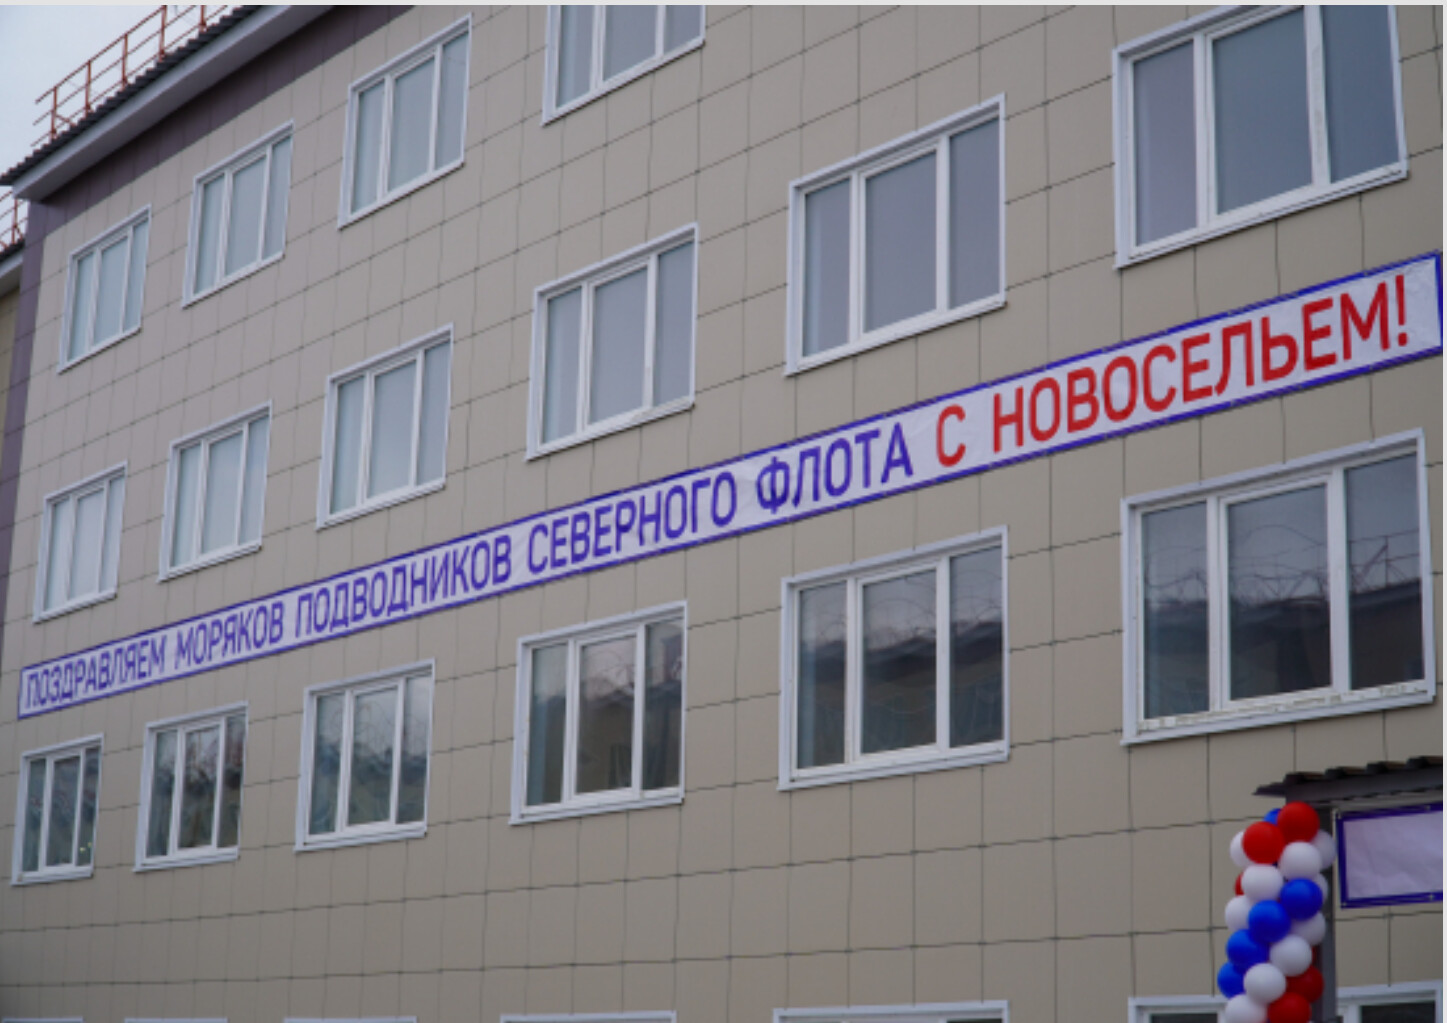 ПОЗДРАВЛЯЕМ МОРЯКОВ ПОДВОДНИКОВ СЕВЕРНОГО ФЛОТА С НОВОСЕЛЬЕМ!